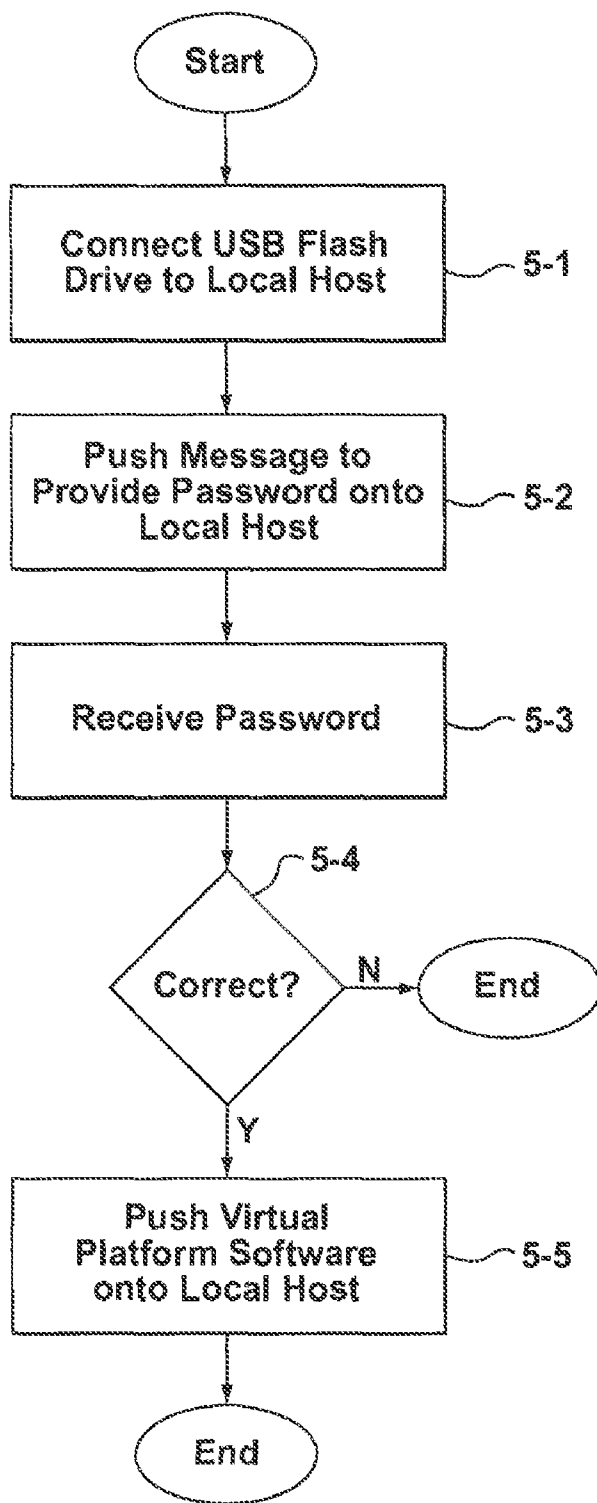 Start
Connect USB Flash
Drive to Local Host
5-1
Push Message to
Provide Password onto
Local Host
5-2
Receive Password
5-3
5-4
Correct?
N
End
Y
Push Virtual
Platform Software
onto Local Host
5-5
End